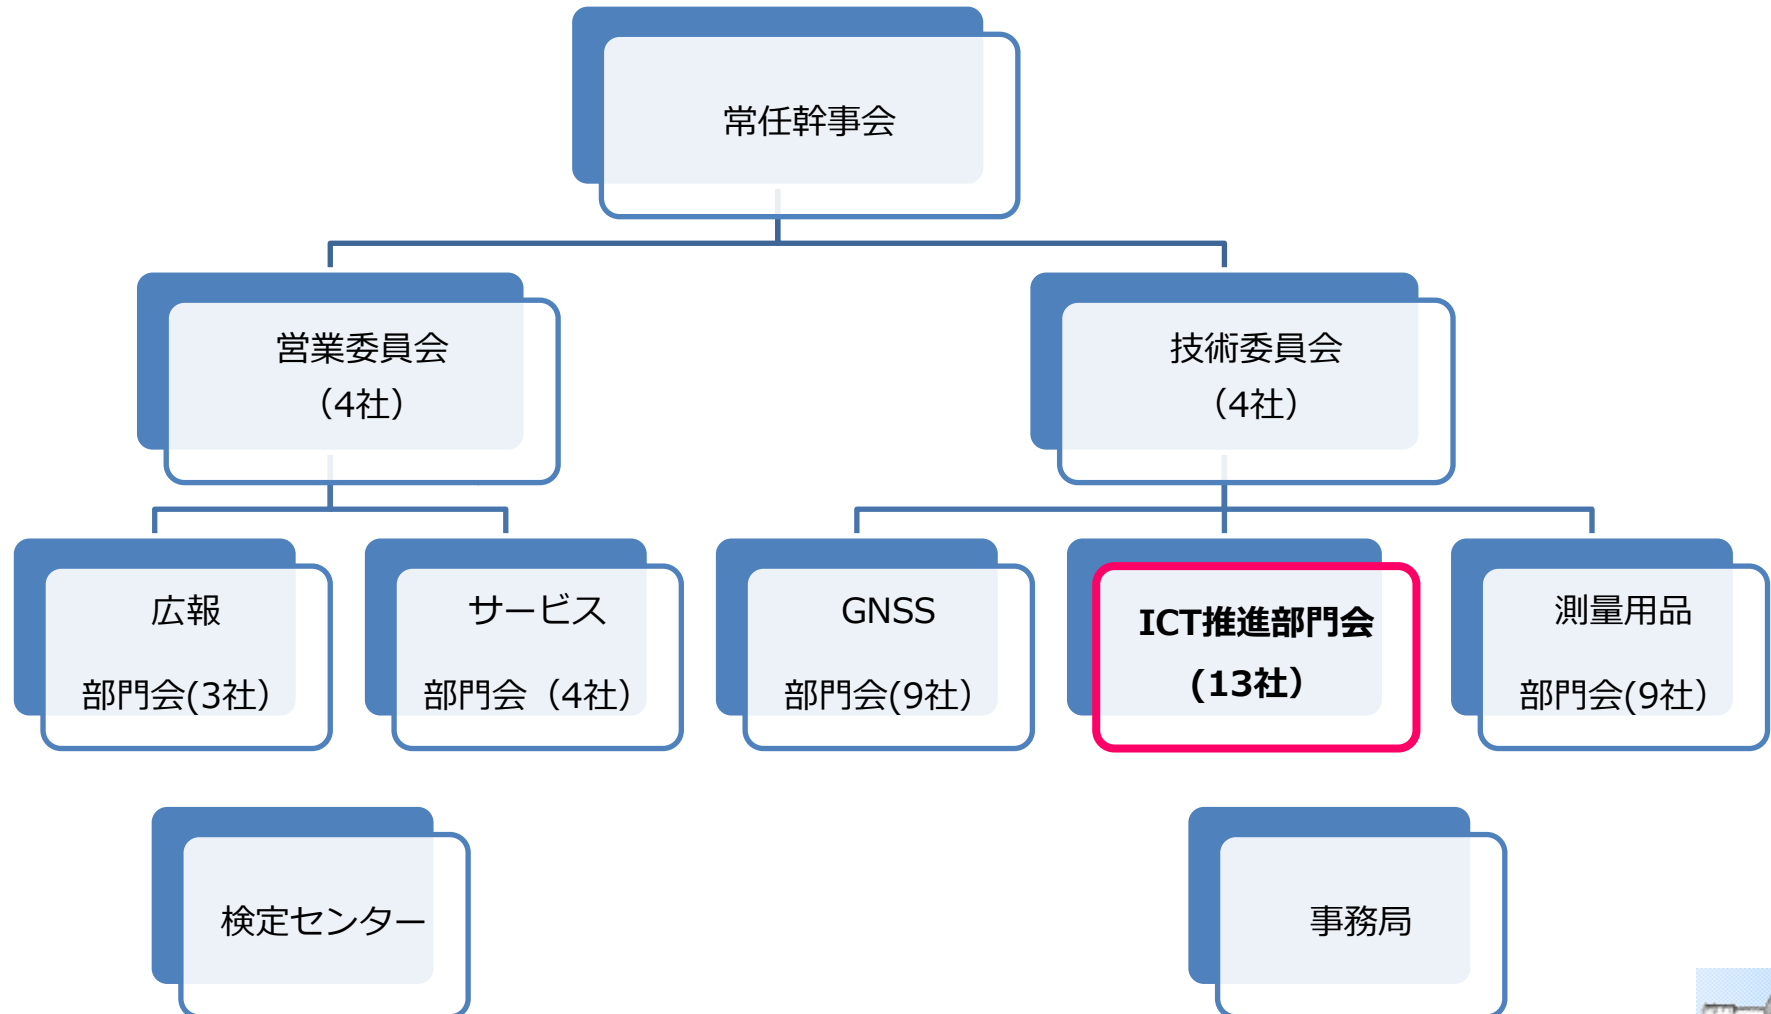 常任幹事会
営業委員会
（4社）
技術委員会
（4社）
広報
部門会(3社）
サービス
部門会（4社）
GNSS
部門会(9社）
ICT推進部門会
(13社）
測量用品
部門会(9社）
検定センター
事務局